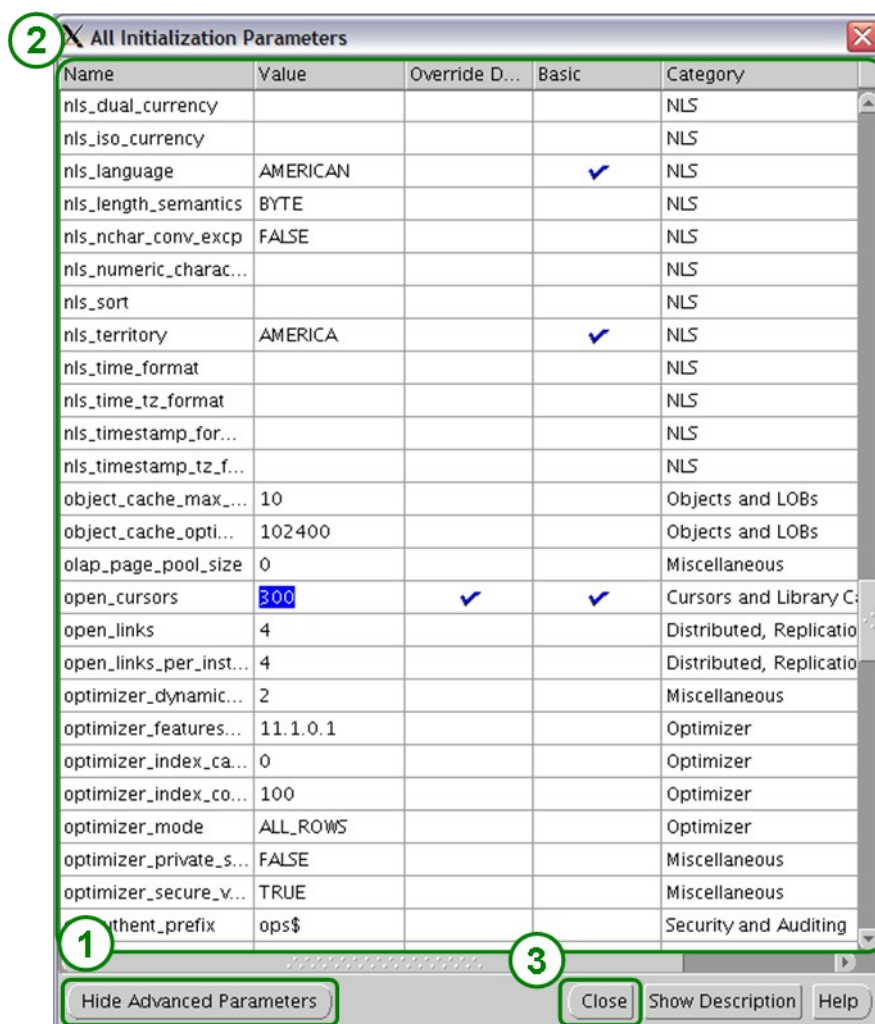 2
X All Initialization Parameters
Name Value Override D... Basic Category
nls_dual_currency NLS
nls_iso_currency NLS
nls_language AMERICAN NLS
nls_length_semantics BYTE NLS
nls_nchar_conv_excp FALSE NLS
nls_numeric_charac... NLS
nls_sort NLS
nls_territory AMERICA NLS
nls_time_format NLS
nls_time_tz_format NLS
nls_timestamp_for... NLS
nls_timestamp_tz_f... NLS
object_cache_max_... 10 Objects and LOBs
object_cache_opti... 102400 Objects and LOBs
olap_page_pool_size 0 Miscellaneous
open_cursors 300 Cursors and Library Ca
open_links 4 Distributed, Replicatio
open_links_per_inst... 4 Distributed, Replicatio
optimizer_dynamic... 2 Miscellaneous
optimizer_features... 11.1.0.1 Optimizer
optimizer_index_ca... 0 Optimizer
optimizer_index_co... 100 Optimizer
optimizer_mode ALL_ROWS Optimizer
optimizer_private_s... FALSE Miscellaneous
optimizer_secure_v... TRUE Miscellaneous
uthent_prefix ops$ Security and Auditing
1 3
Hide Advanced Parameters Close Show Description Help